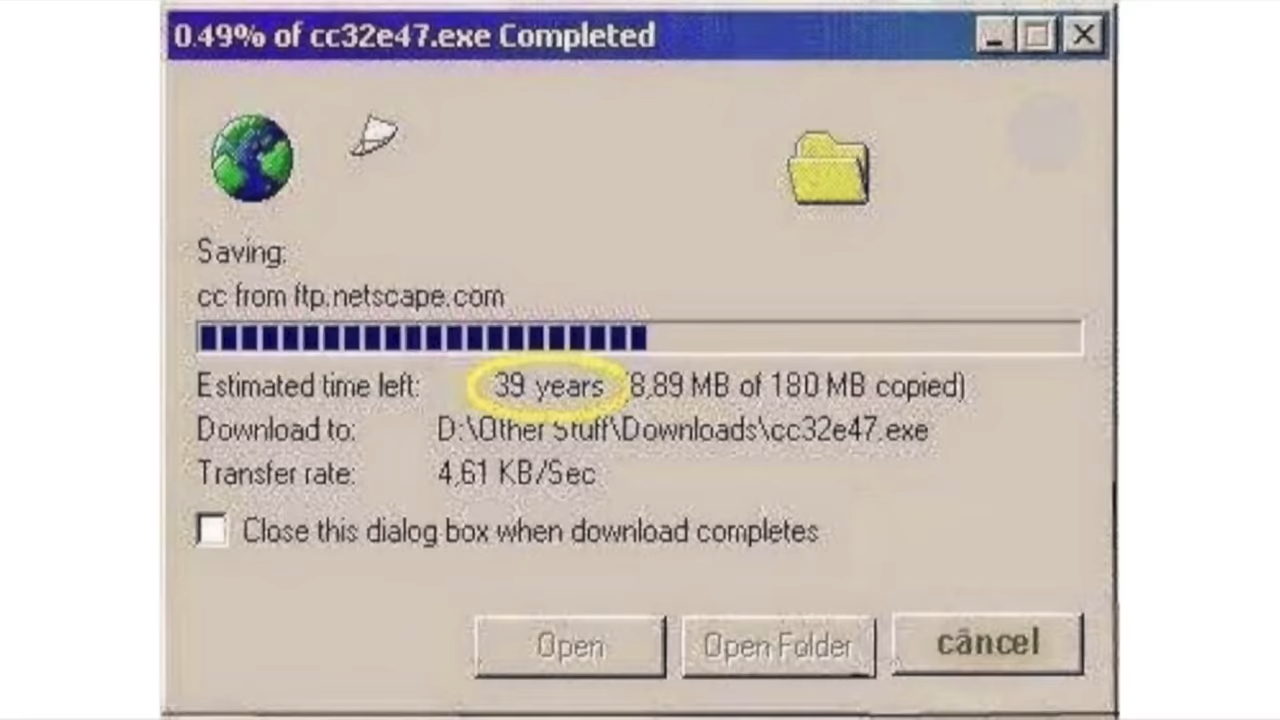 0.49% of cc32e47.exe Completed
Saving:
cc from ftp.netscape.com
Estimated time left: 39 years (8,89 MB of 180 MB copied)
Download to: D:\Other Stuff\Downloads\cc32e47.exe
Transfer rate: 4,61 KB/Sec
Close this dialog box when download completes
Open Open Folder cāncel